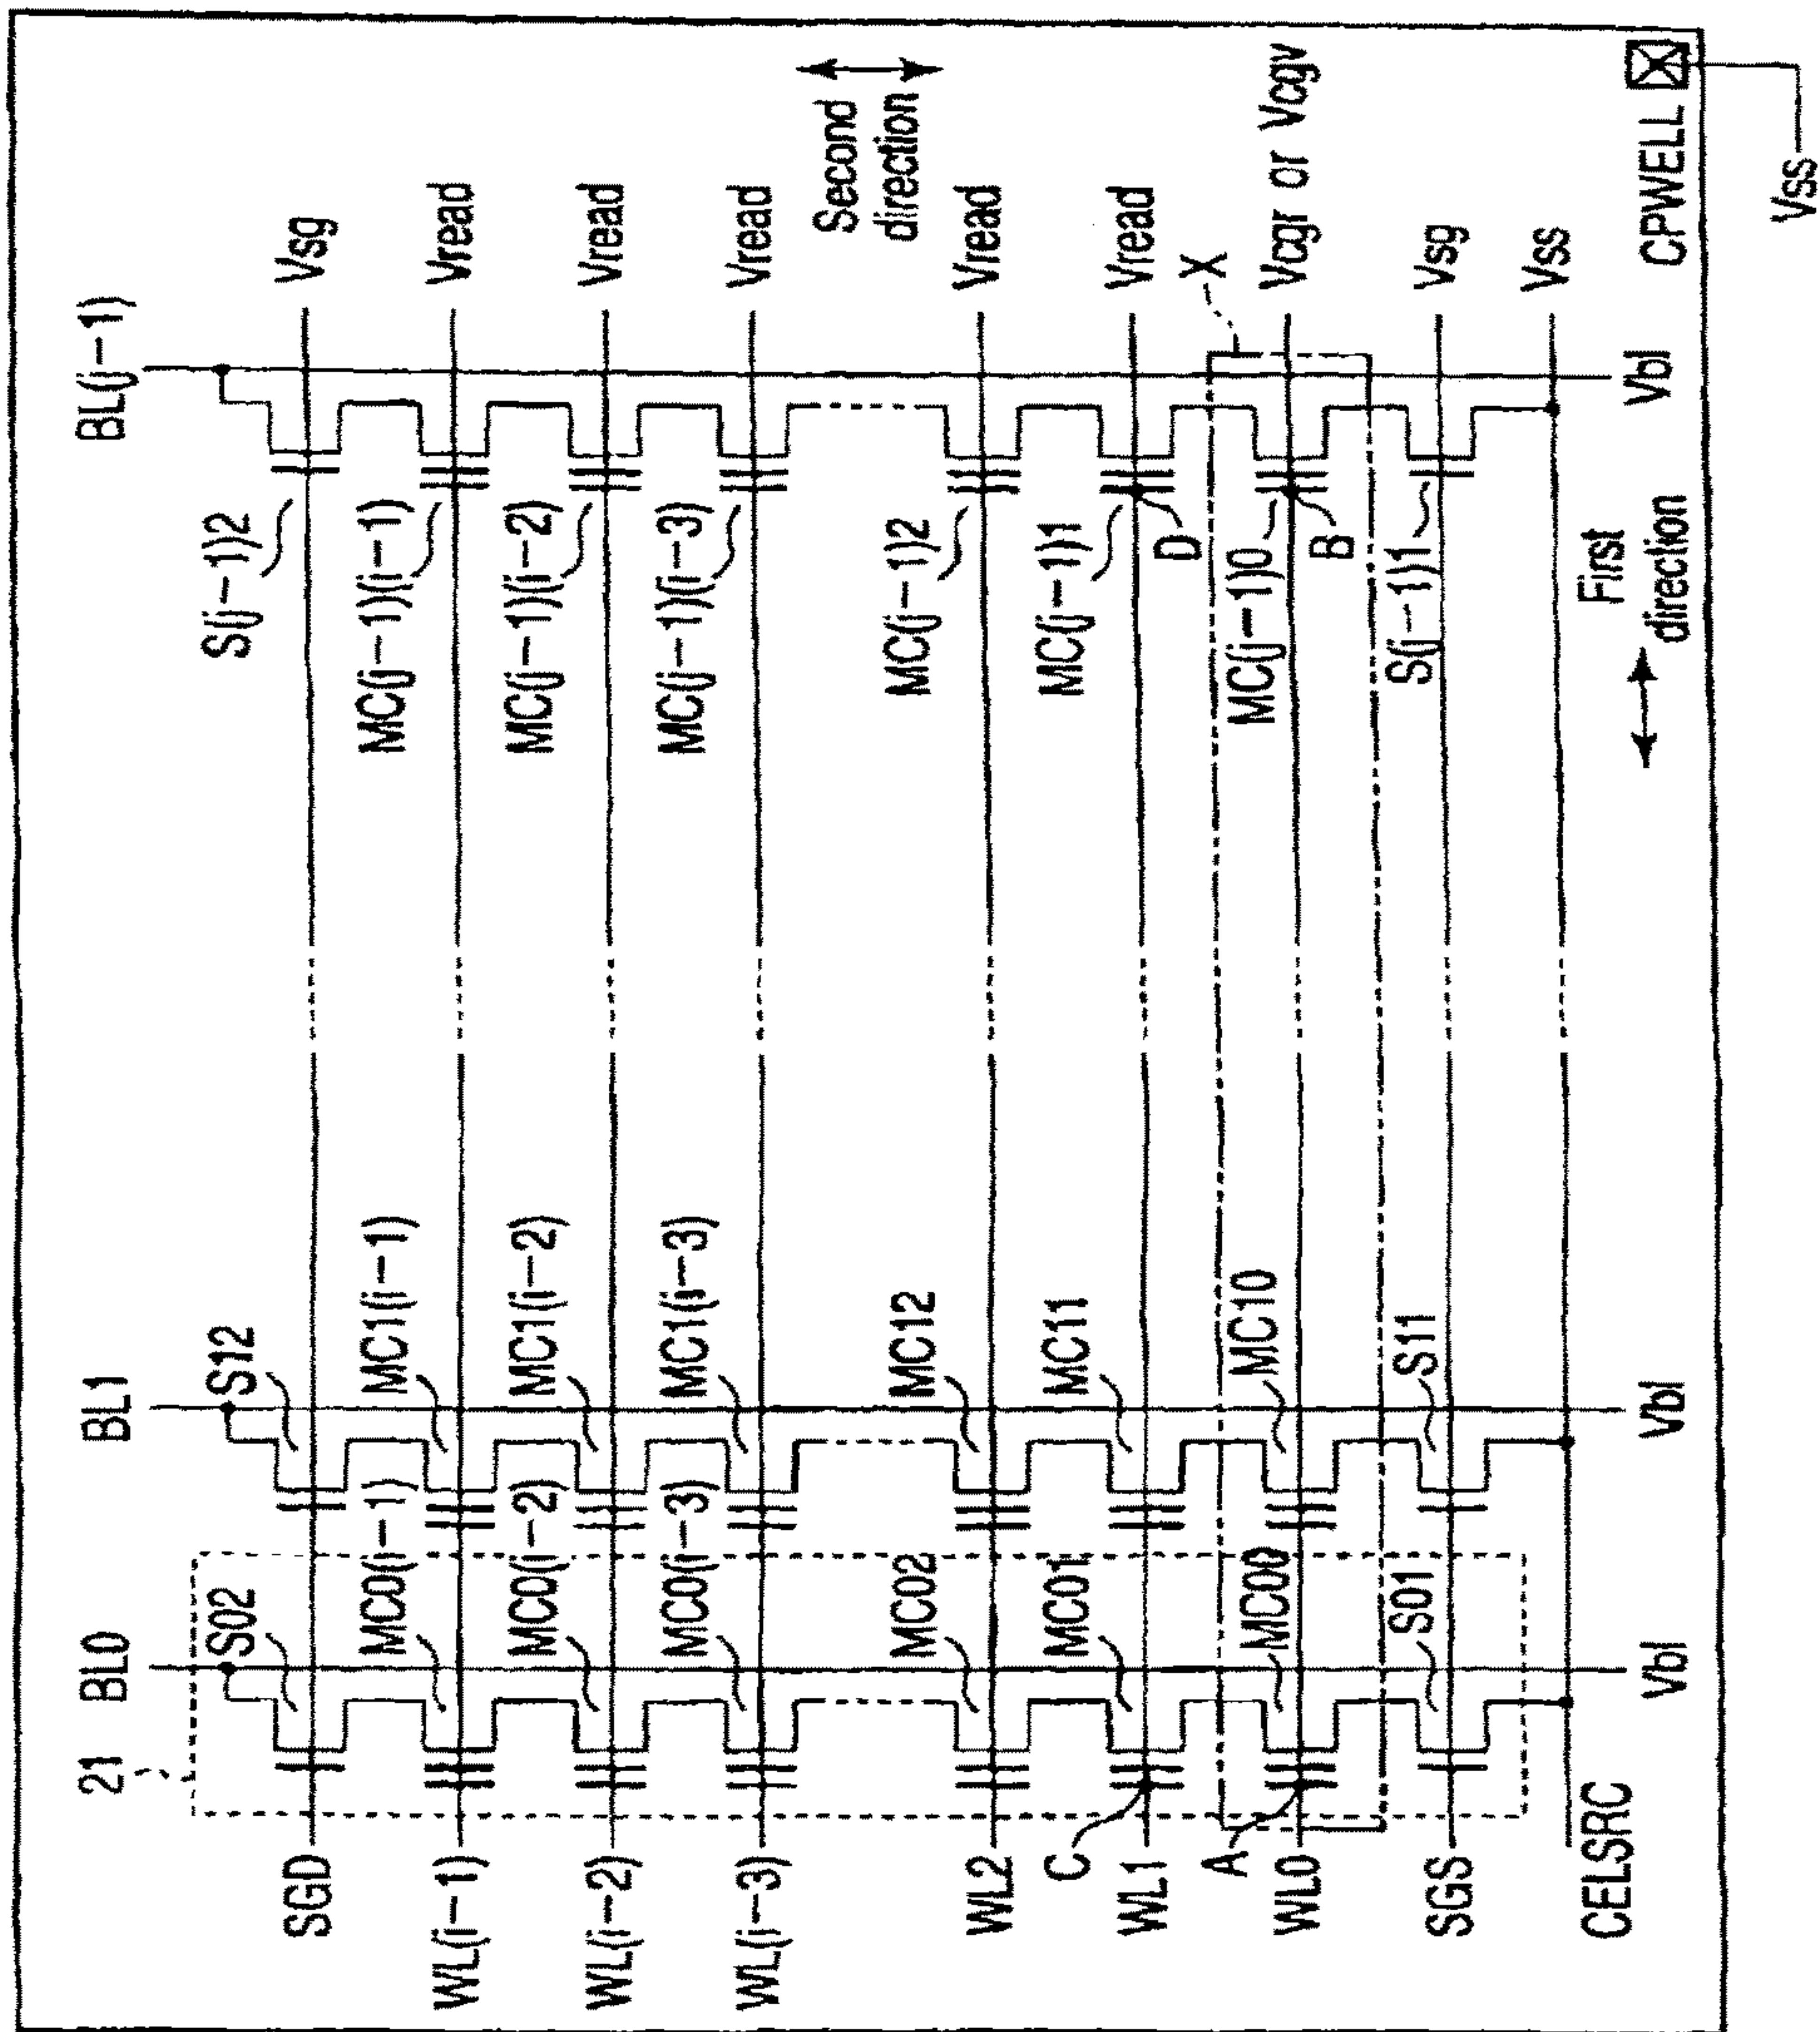 21
BL0
BL1
BL(j−1)
S02
S12
S(j−1)2
SGD
Vsg
MC0(i−1)
MC1(i−1)
MC(j−1)(i−1)
WL(i−1)
Vread
MC0(i−2)
MC1(i−2)
MC(j−1)(i−2)
WL(i−2)
Vread
MC0(i−3)
MC1(i−3)
MC(j−1)(i−3)
WL(i−3)
Vread
Second
direction
MC02
MC12
MC(j−1)2
WL2
Vread
MC01
MC11
MC(j−1)1
C
WL1
D
Vread
X
MC00
MC10
MC(j−1)0
A
WL0
B
Vcgr or Vcgv
S01
S11
S(j−1)1
SGS
Vsg
CELSRC
Vss
First
direction
Vbl
Vbl
Vbl
CPWELL
Vss